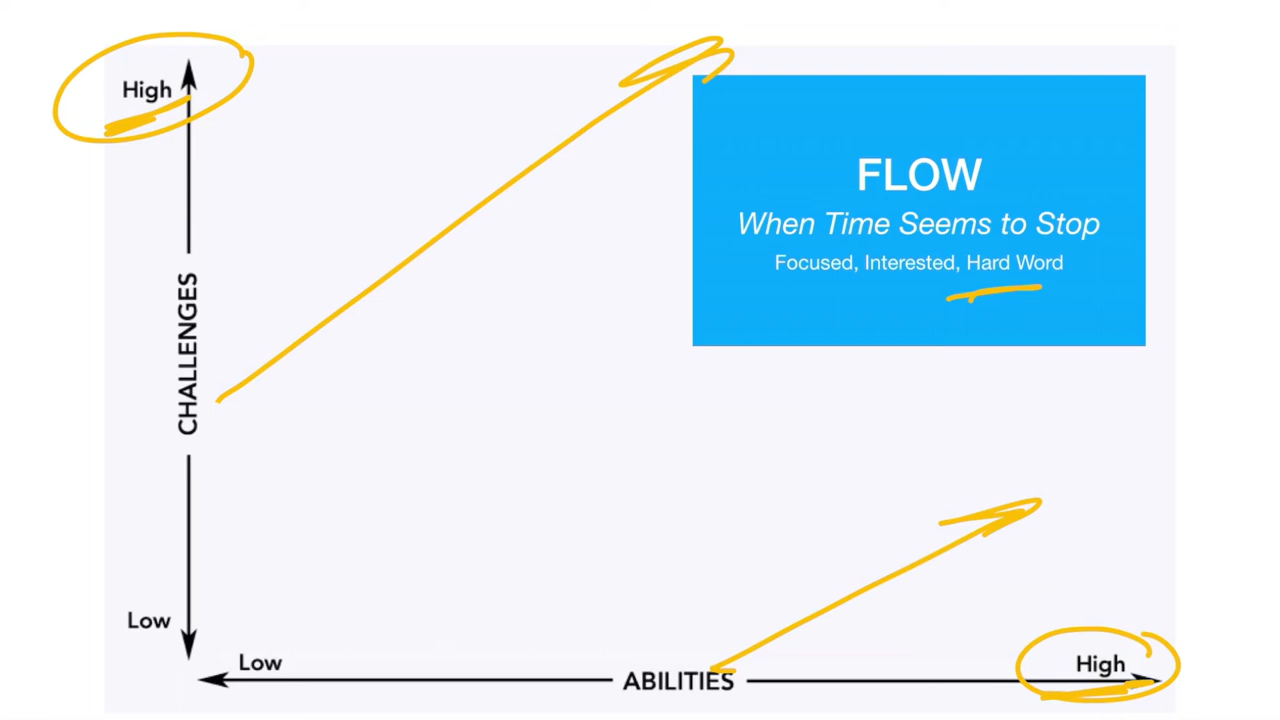 High
FLOW
When Time Seems to Stop
Focused, Interested, Hard Word
CHALLENGES
Low
Low
ABILITIES
High